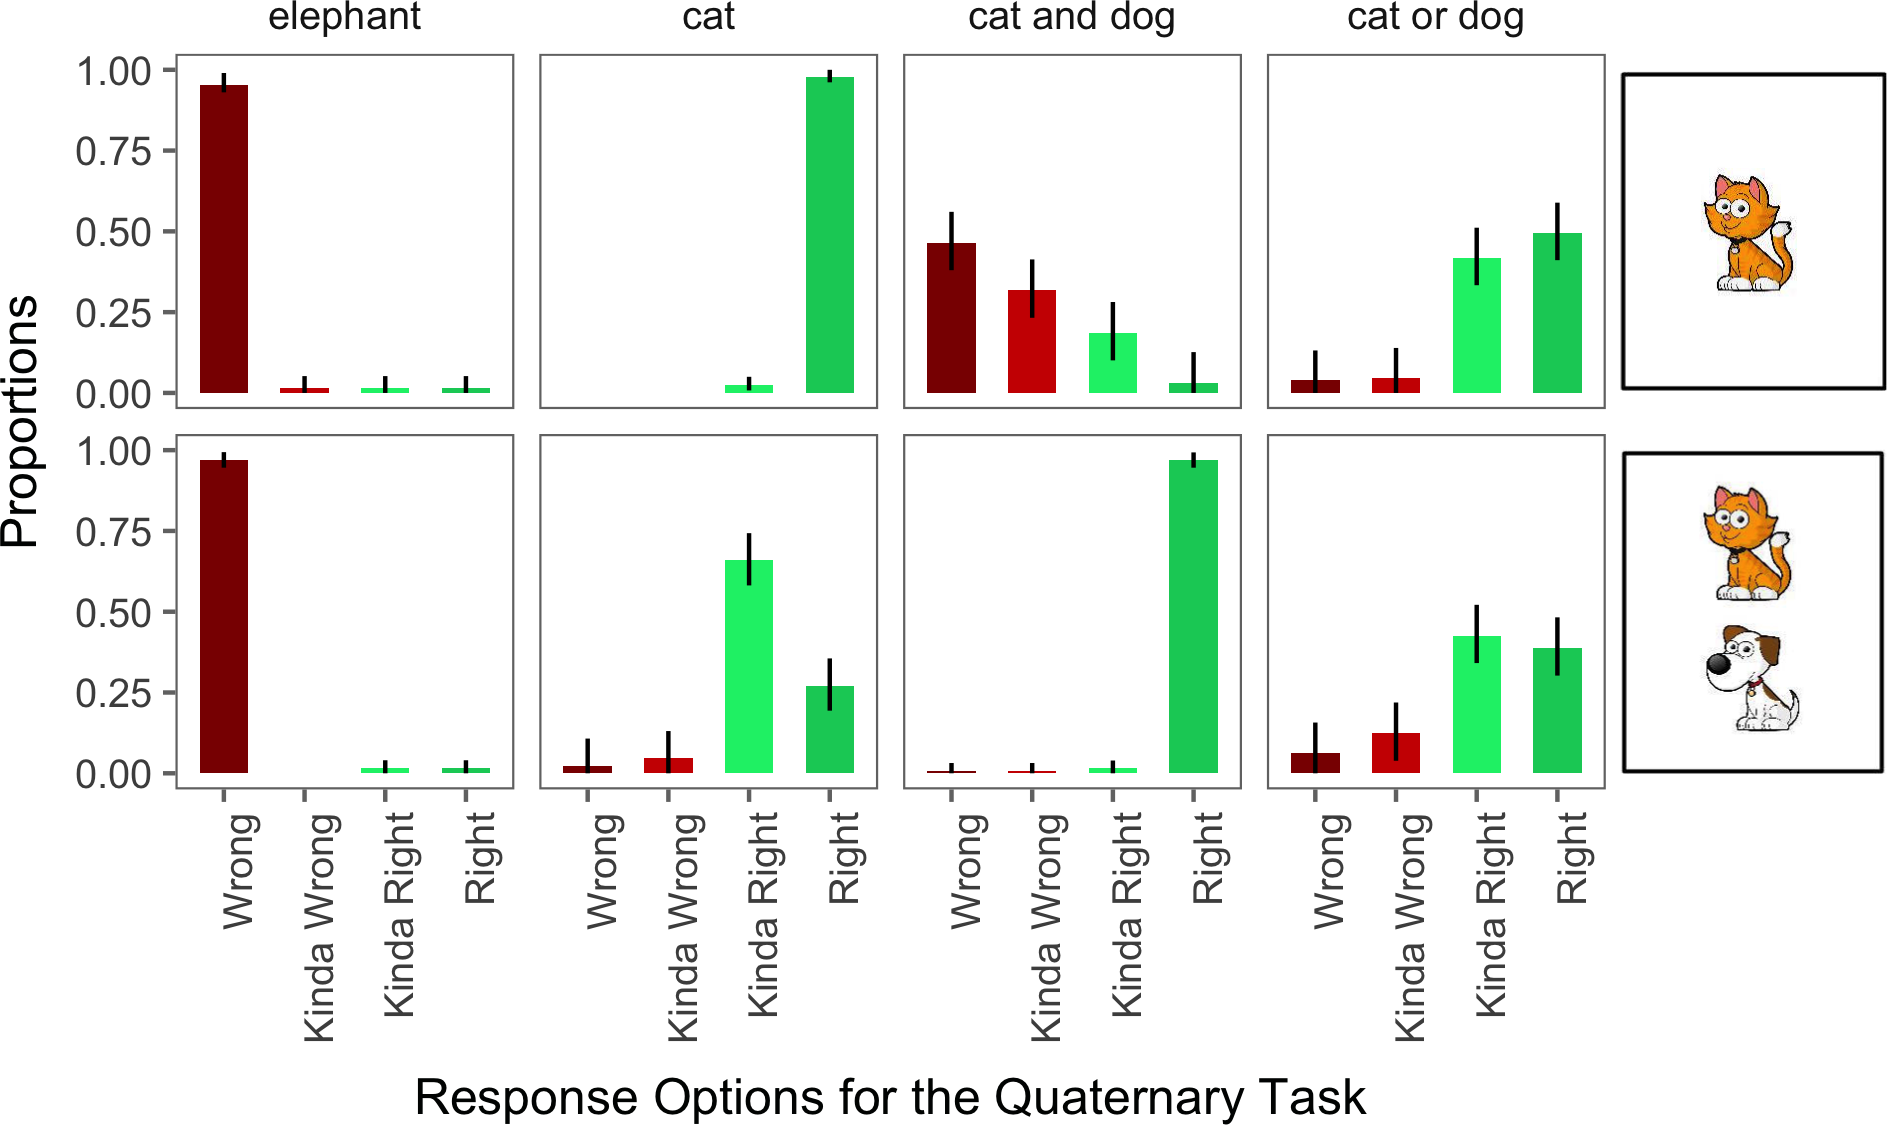 elephant
cat
cat and dog
cat or dog
Proportions
1.00
0.75
0.50
0.25
0.00
1.00
0.75
0.50
0.25
0.00
Wrong
Kinda Wrong
Kinda Right
Right
Wrong
Kinda Wrong
Kinda Right
Right
Wrong
Kinda Wrong
Kinda Right
Right
Wrong
Kinda Wrong
Kinda Right
Right
Response Options for the Quaternary Task